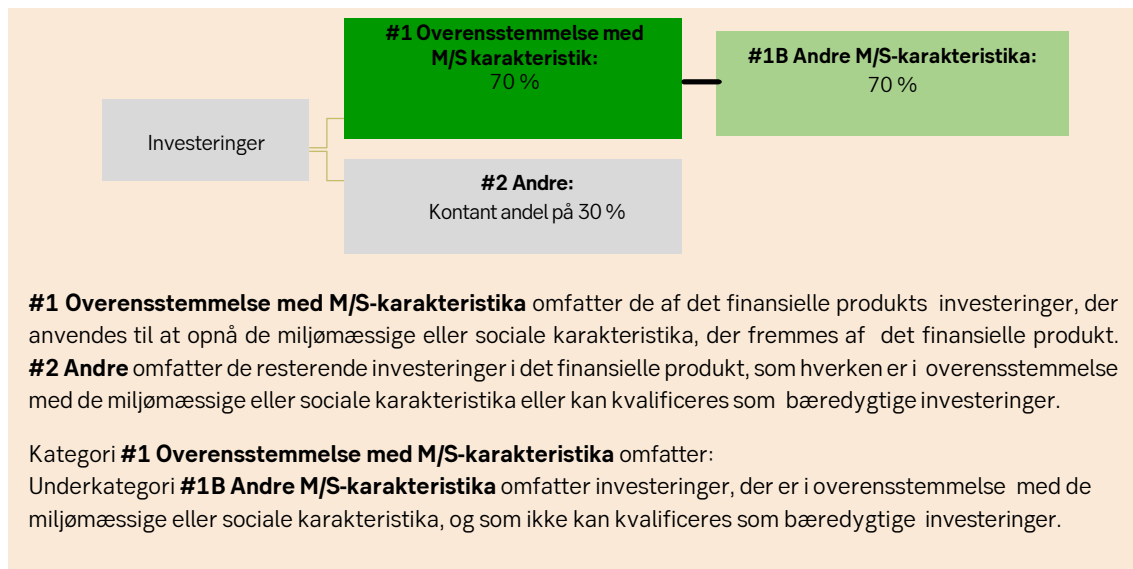 #1 Overensstemmelse med
M/S karakteristik:
70 %
#1B Andre M/S-karakteristika:
70 %
Investeringer
#2 Andre:
Kontant andel på 30 %
#1 Overensstemmelse med M/S-karakteristika omfatter de af det finansielle produkts investeringer, der
anvendes til at opnå de miljømæssige eller sociale karakteristika, der fremmes af det finansielle produkt.
#2 Andre omfatter de resterende investeringer i det finansielle produkt, som hverken er i overensstemmelse
med de miljømæssige eller sociale karakteristika eller kan kvalificeres som bæredygtige investeringer.
Kategori #1 Overensstemmelse med M/S-karakteristika omfatter:
Underkategori #1B Andre M/S-karakteristika omfatter investeringer, der er i overensstemmelse med de
miljømæssige eller sociale karakteristika, og som ikke kan kvalificeres som bæredygtige investeringer.